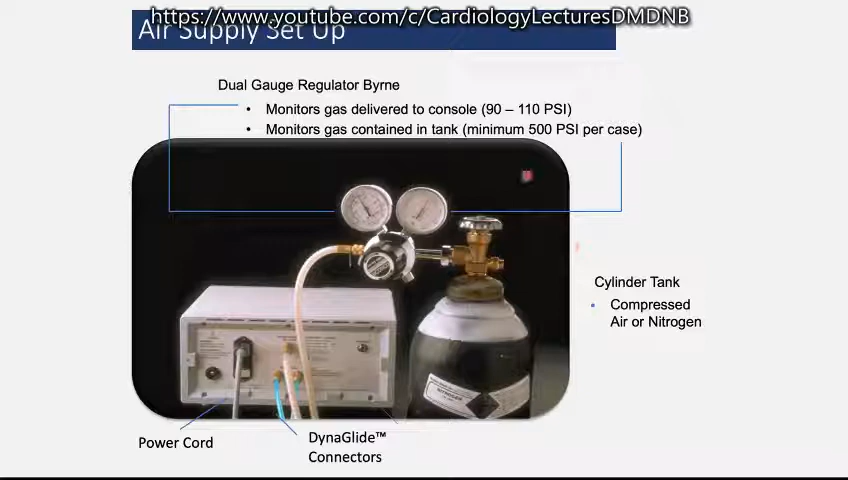 https://www.youtube.com/c/CardiologyLecturesDMDNB
Air Supply Set Up
Dual Gauge Regulator Byrne
• Monitors gas delivered to console (90 – 110 PSI)
• Monitors gas contained in tank (minimum 500 PSI per case)
Cylinder Tank
• Compressed
Air or Nitrogen
NITROGEN
Power Cord
DynaGlide™
Connectors